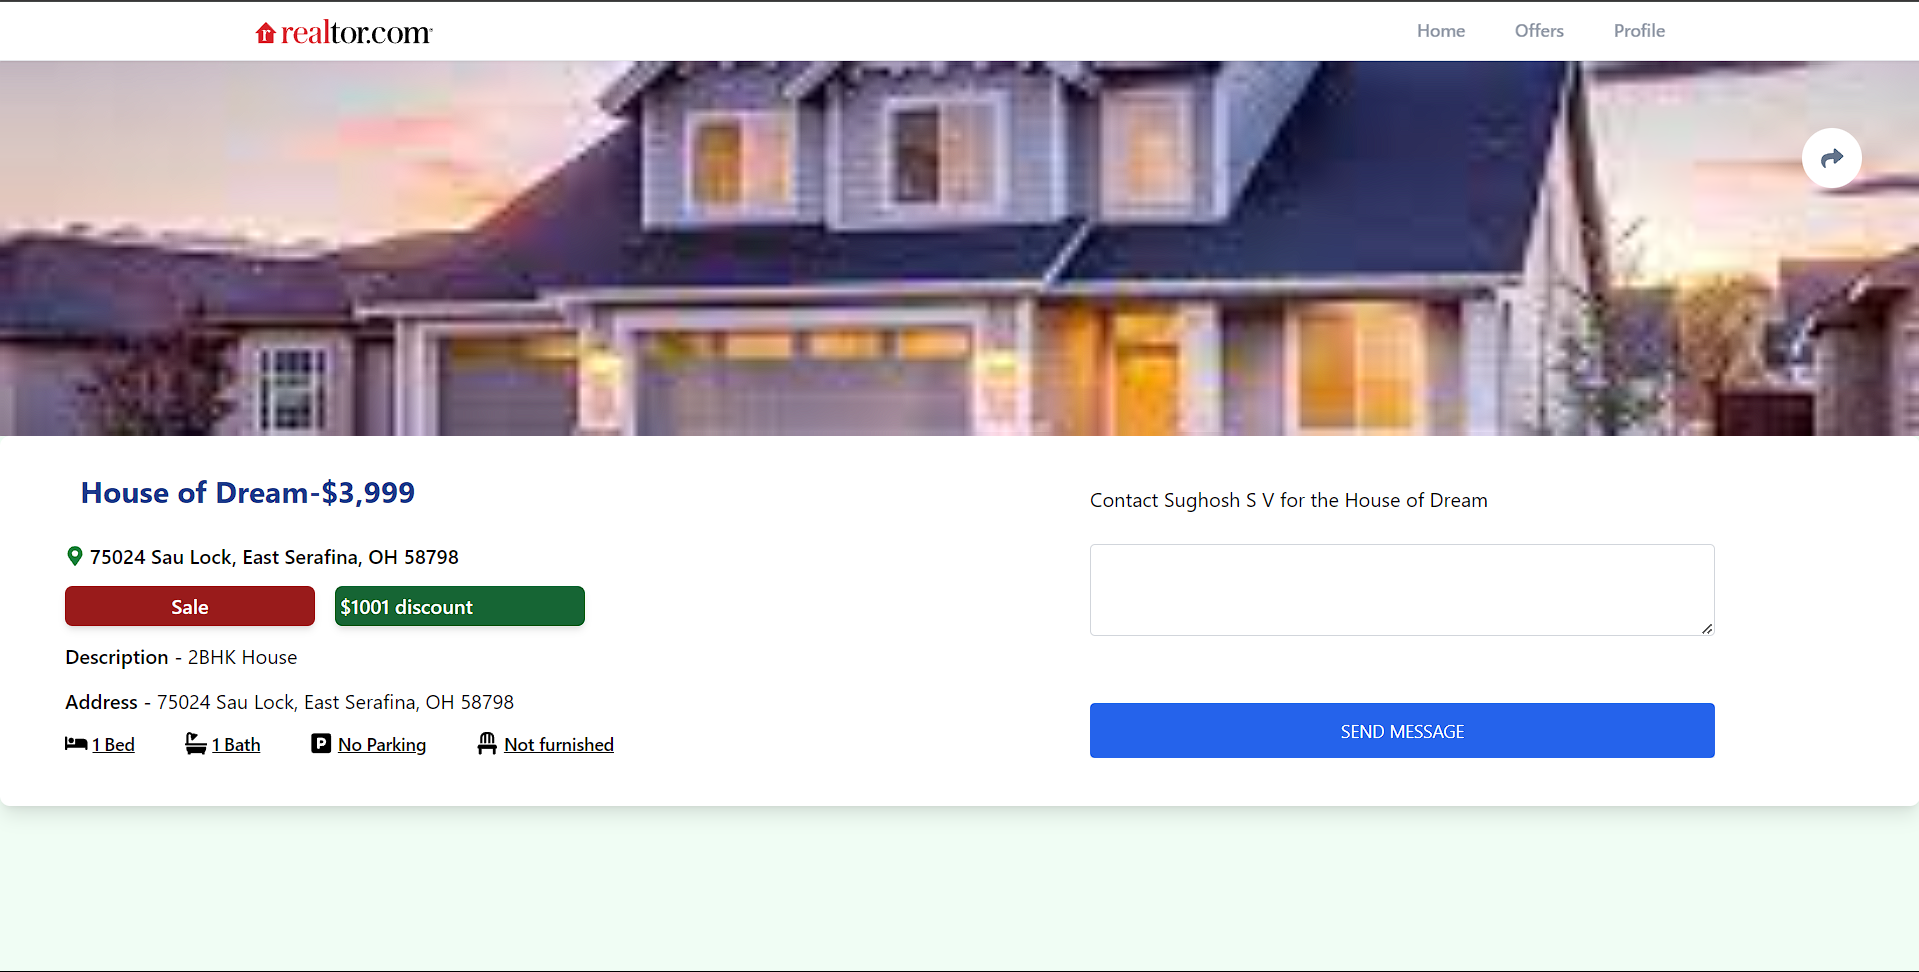 realtor.com
Home
Offers
Profile
House of Dream-$3,999
75024 Sau Lock, East Serafina, OH 58798
Sale
$1001 discount
Description - 2BHK House
Address - 75024 Sau Lock, East Serafina, OH 58798
1 Bed
1 Bath
No Parking
Not furnished
Contact Sughosh S V for the House of Dream
SEND MESSAGE